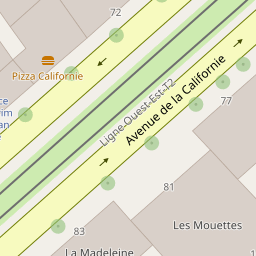 72
Pizza Californie
Ligne-Ouest-Est-T2
Avenue de la Californie
77
81
Les Mouettes
83
La Madeleine